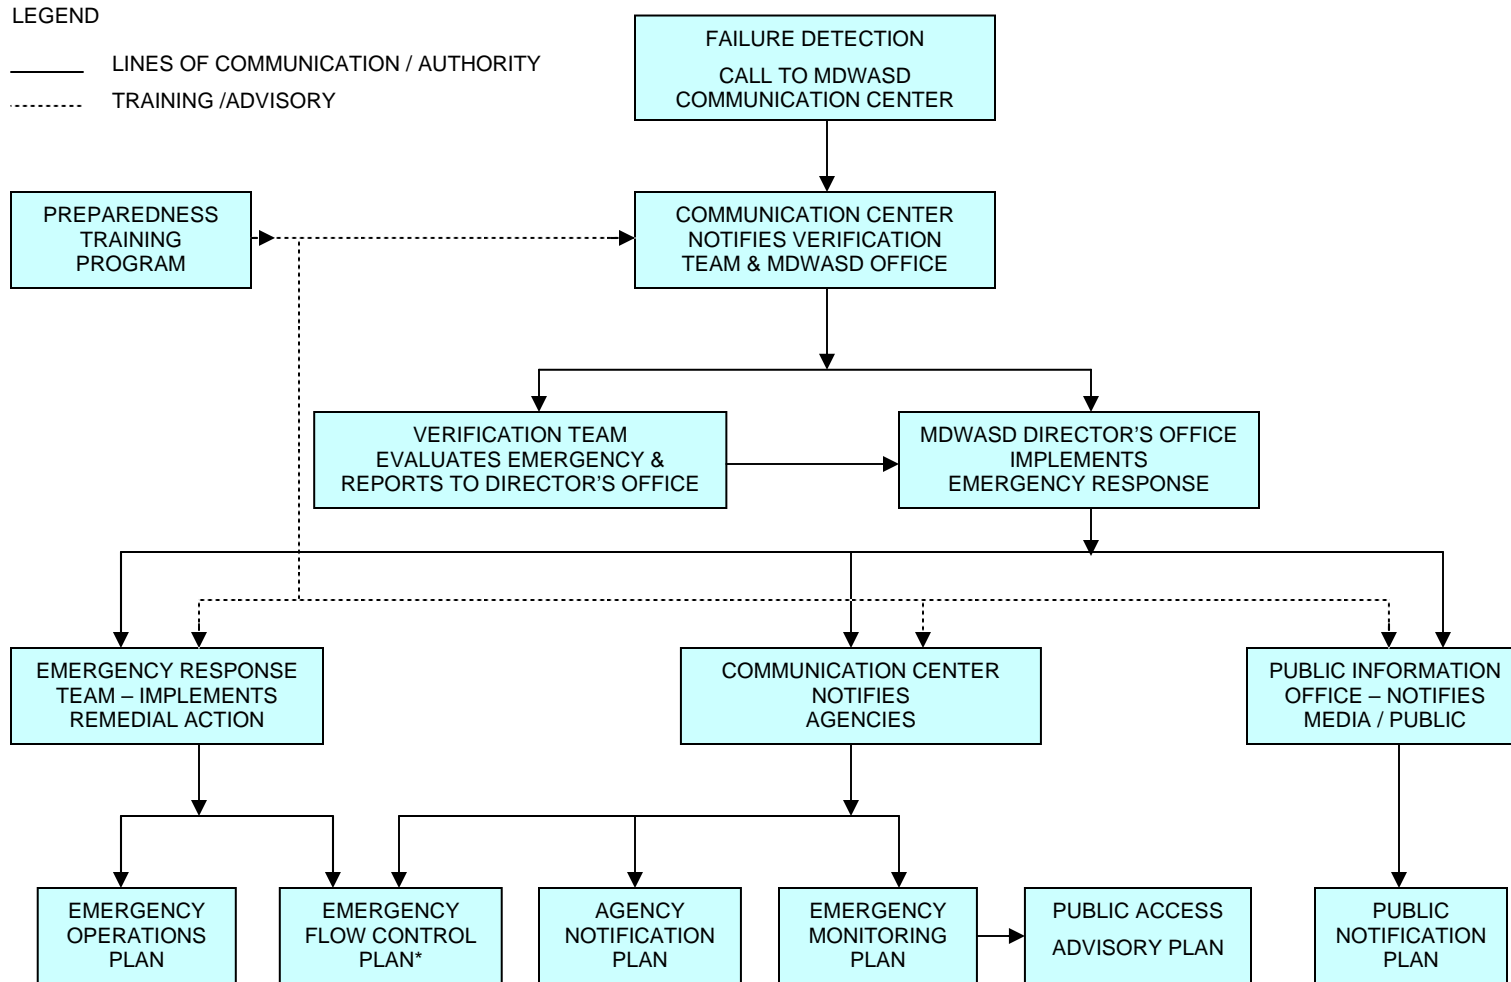 LEGEND
LINES OF COMMUNICATION / AUTHORITY
TRAINING /ADVISORY
FAILURE DETECTION
CALL TO MDWASD
COMMUNICATION CENTER
PREPAREDNESS
TRAINING
PROGRAM
COMMUNICATION CENTER
NOTIFIES VERIFICATION
TEAM & MDWASD OFFICE
VERIFICATION TEAM
EVALUATES EMERGENCY &
REPORTS TO DIRECTOR’S OFFICE
MDWASD DIRECTOR’S OFFICE
IMPLEMENTS
EMERGENCY RESPONSE
EMERGENCY RESPONSE
TEAM – IMPLEMENTS
REMEDIAL ACTION
COMMUNICATION CENTER
NOTIFIES
AGENCIES
PUBLIC INFORMATION
OFFICE – NOTIFIES
MEDIA / PUBLIC
EMERGENCY
OPERATIONS
PLAN
EMERGENCY
FLOW CONTROL
PLAN*
AGENCY
NOTIFICATION
PLAN
EMERGENCY
MONITORING
PLAN
PUBLIC ACCESS
ADVISORY PLAN
PUBLIC
NOTIFICATION
PLAN